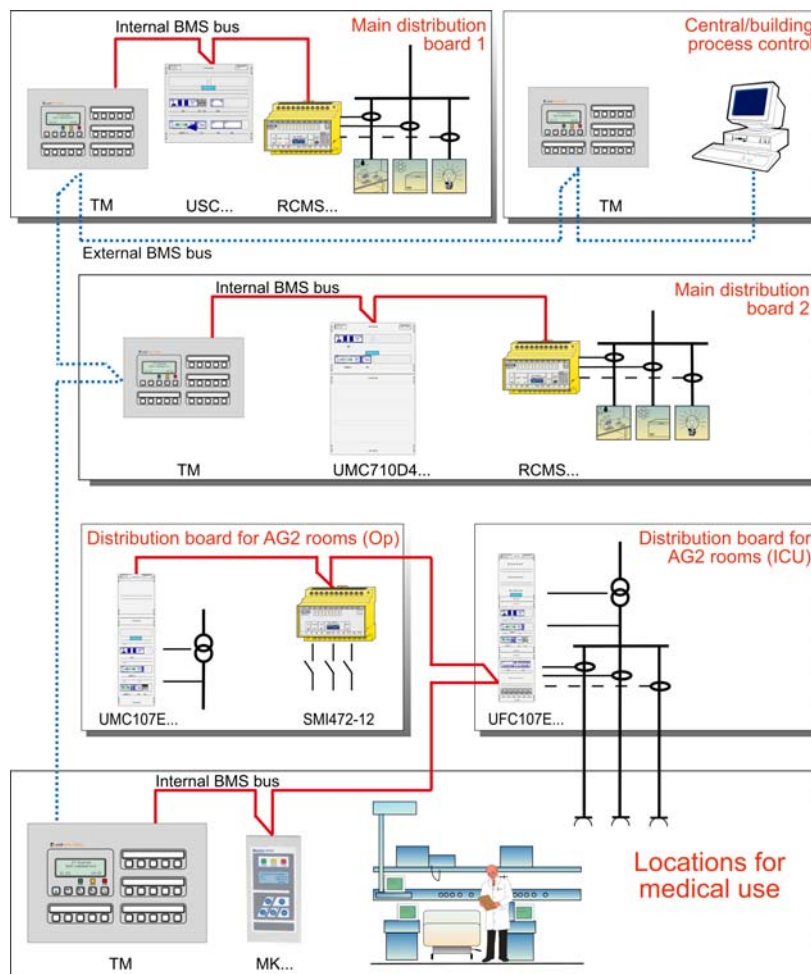 Internal BMS bus
Main distribution
board 1
TM
USC...
RCMS...
Central/building
process control
TM
External BMS bus
Internal BMS bus
Main distribution
board 2
TM
UMC710D4...
RCMS...
Distribution board for AG2 rooms (Op)
UMC107E...
SMI472-12
Distribution board for
AG2 rooms (ICU)
UFC107E...
Internal BMS bus
TM
MK...
Locations for
medical use